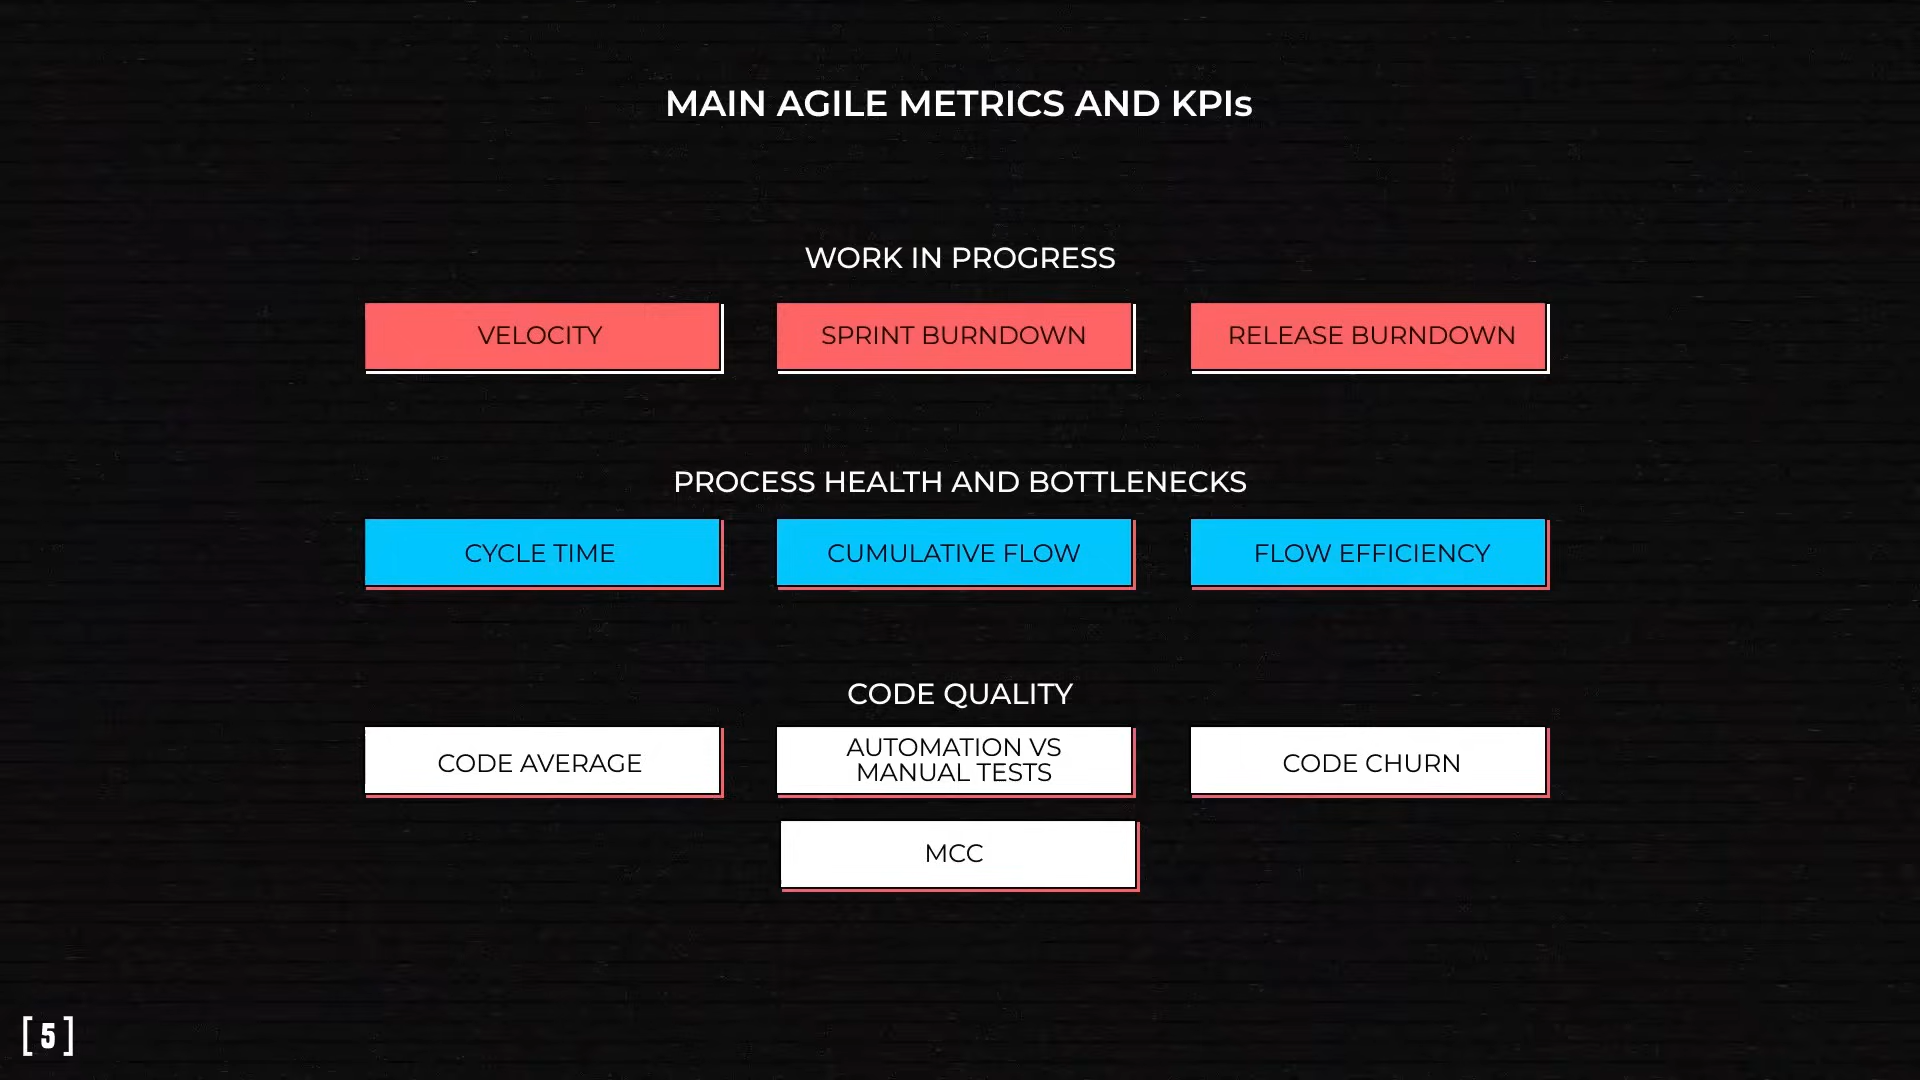 MAIN AGILE METRICS AND KPIs
WORK IN PROGRESS
VELOCITY
SPRINT BURNDOWN
RELEASE BURNDOWN
PROCESS HEALTH AND BOTTLENECKS
CYCLE TIME
CUMULATIVE FLOW
FLOW EFFICIENCY
CODE QUALITY
CODE AVERAGE
AUTOMATION VS
MANUAL TESTS
CODE CHURN
MCC
[ 5 ]